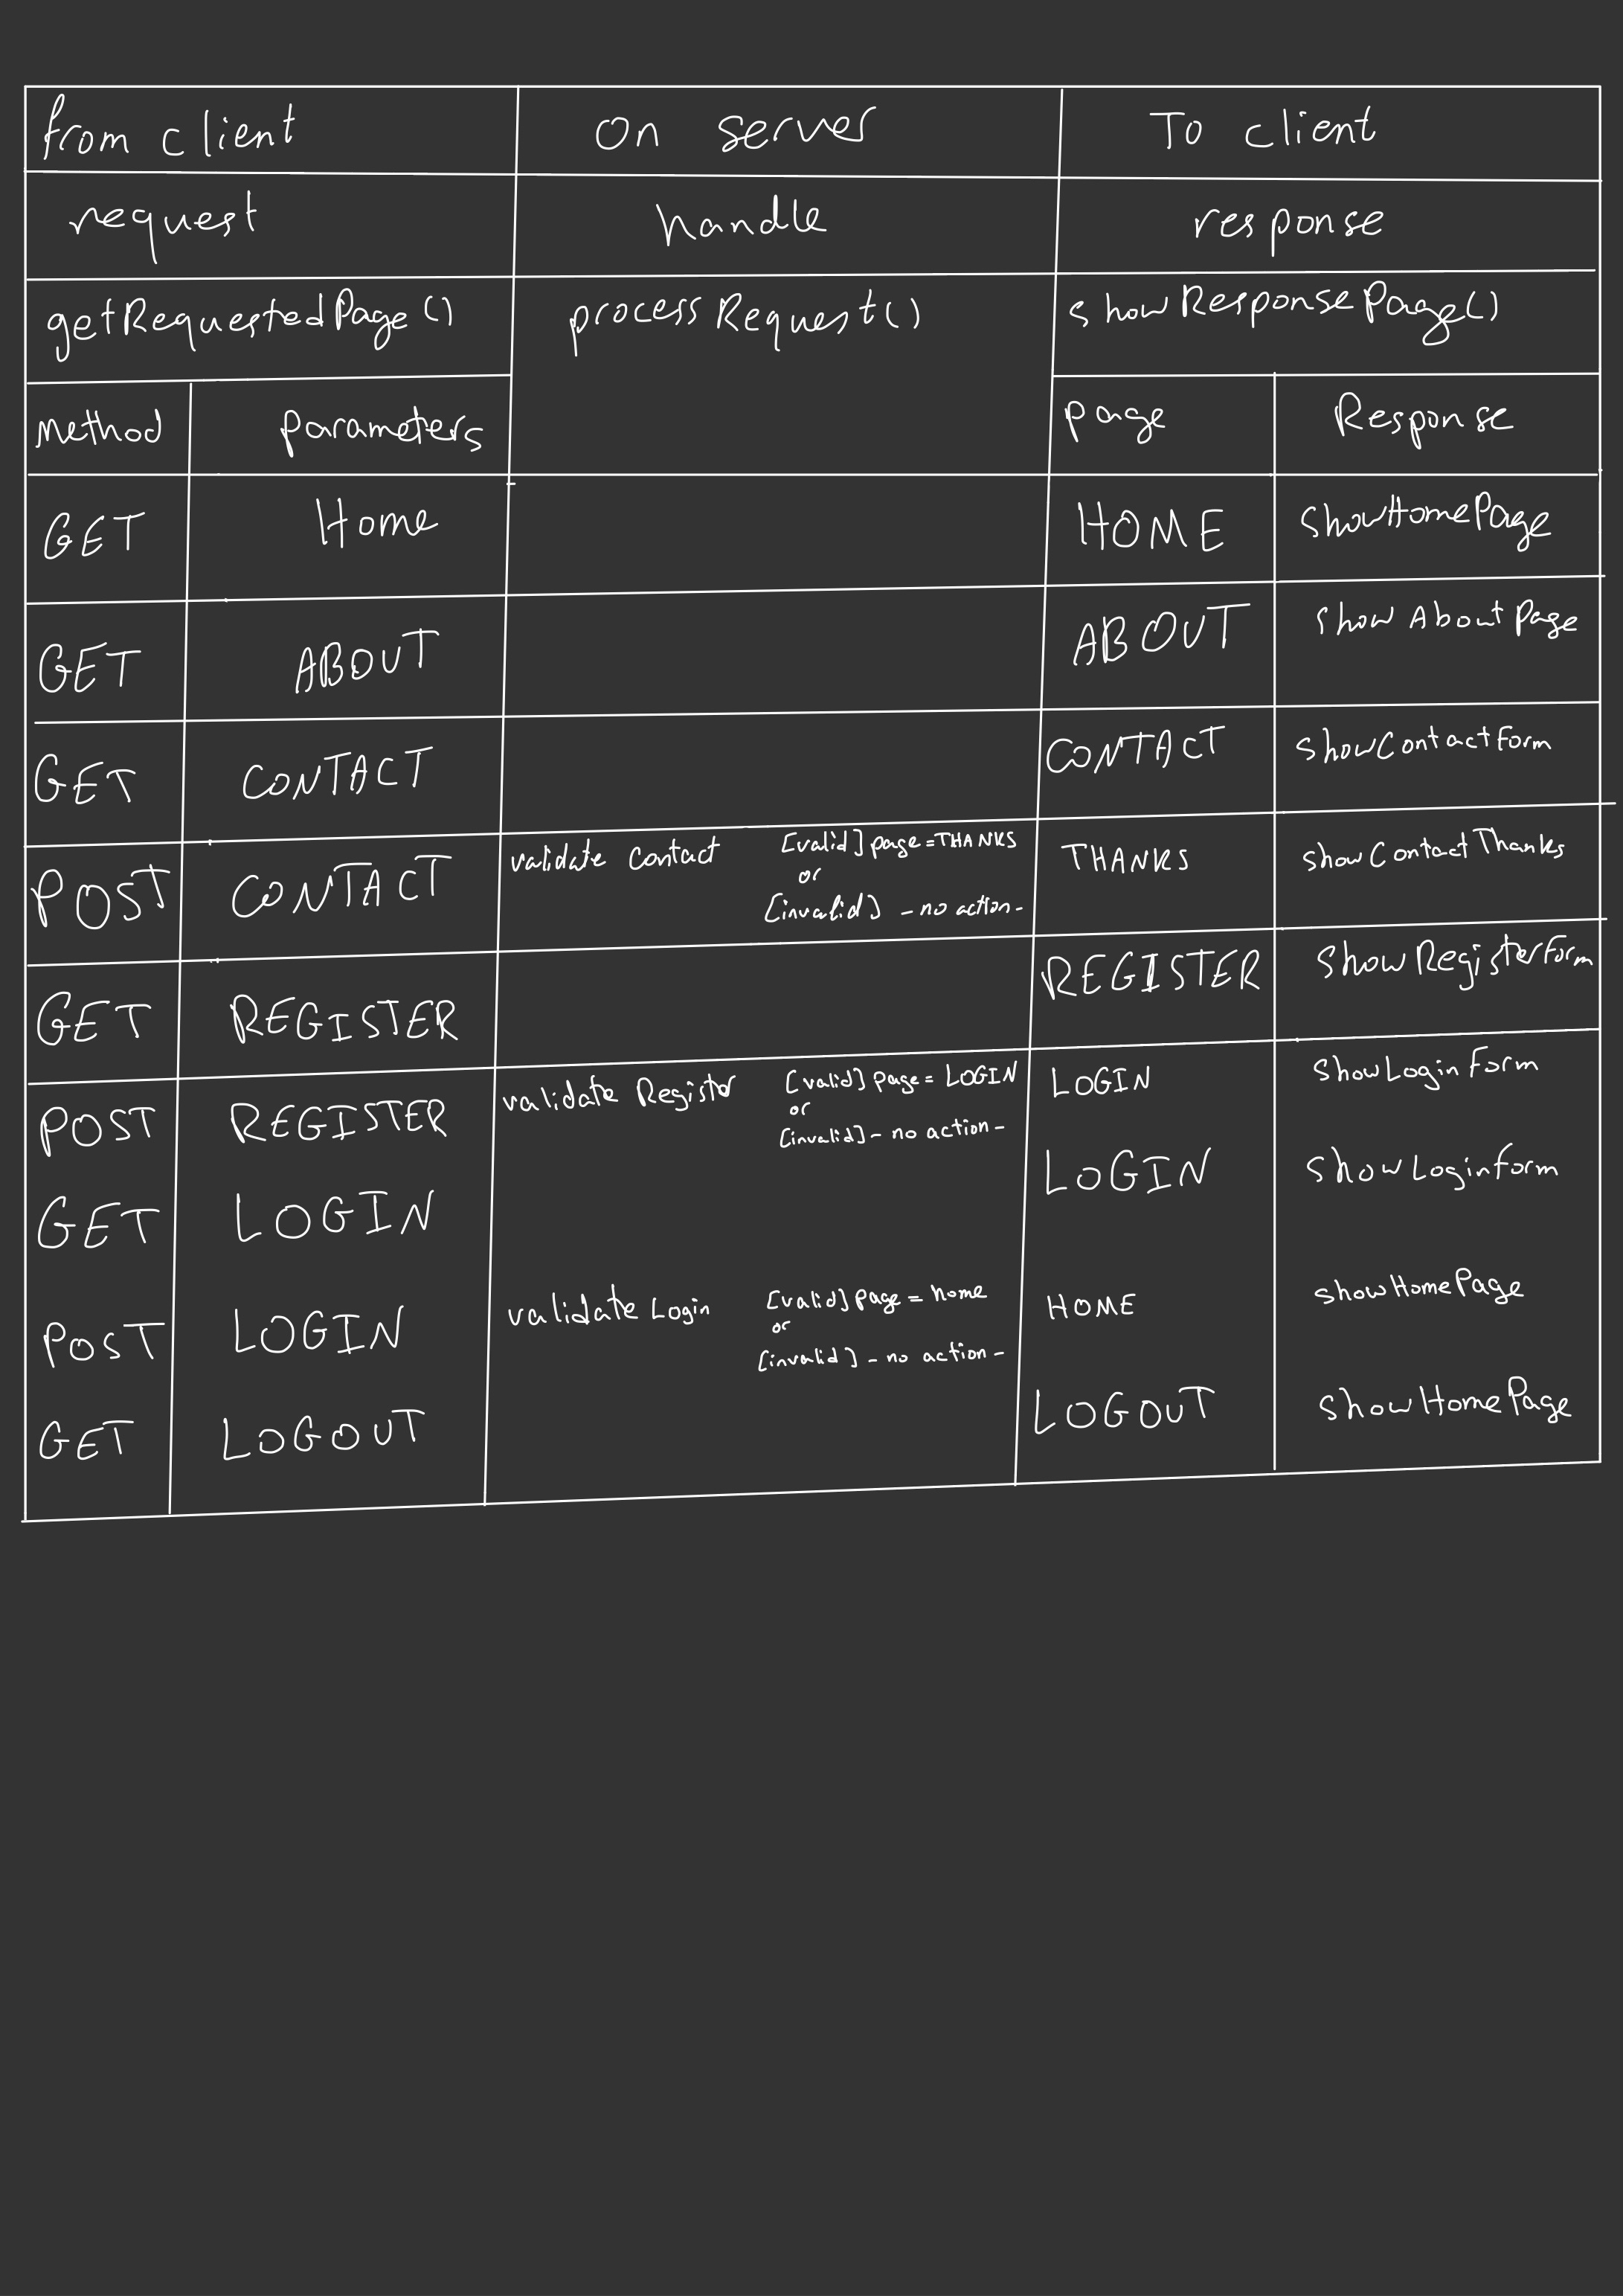 from client on server To client
request handle response
getRequestedPage() processRequest() showResponsePage()
Method Parameters Page Response
GET Home HOME showHomePage
GET ABOUT ABOUT showAboutPage
GET CONTACT CONTACT showContactForm
POST CONTACT validate Contact [valid] page=THANKS THANKS showContactThanks
or
[invalid] - no action -
GET REGISTER REGISTER showRegisterForm
POST REGISTER validate Register [valid] Page = LOGIN LOGIN showLoginForm
or
[invalid] - no action -
GET LOGIN LOGIN showLoginForm
POST LOGIN validate Login [valid] Page = home HOME showHomePage
or
[invalid] - no action -
GET LOGOUT LOGOUT showHomePage